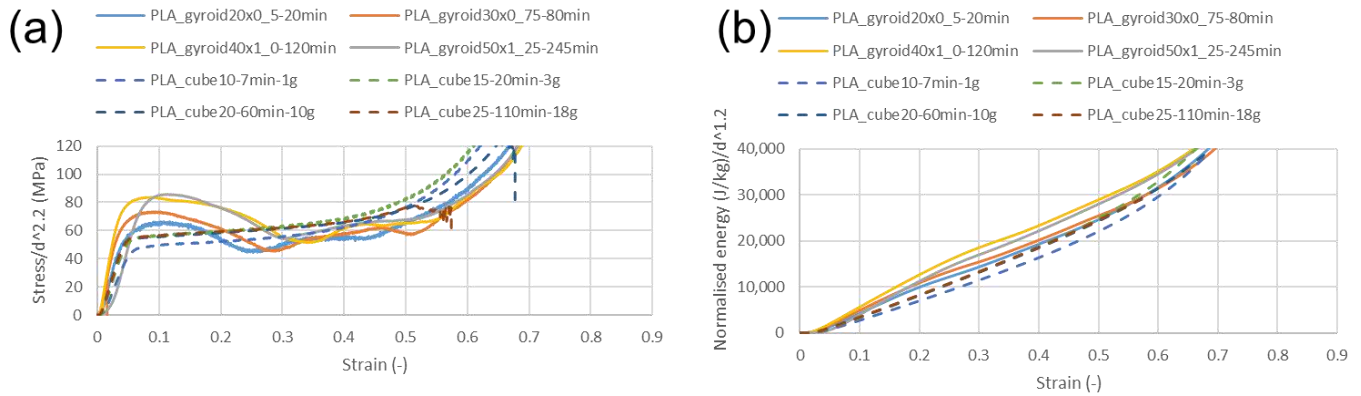 (a)
PLA_gyroid20x0_5-20min PLA_gyroid30x0_75-80min
PLA_gyroid40x1_0-120min PLA_gyroid50x1_25-245min
PLA_cube10-7min-1g PLA_cube15-20min-3g
PLA_cube20-60min-10g PLA_cube25-110min-18g
Stress/d^2.2 (MPa)
120
100
80
60
40
20
0
0 0.1 0.2 0.3 0.4 0.5 0.6 0.7 0.8 0.9
Strain (-)
(b)
PLA_gyroid20x0_5-20min PLA_gyroid30x0_75-80min
PLA_gyroid40x1_0-120min PLA_gyroid50x1_25-245min
PLA_cube10-7min-1g PLA_cube15-20min-3g
PLA_cube20-60min-10g PLA_cube25-110min-18g
Normalised energy (J/kg)/d^1.2
40,000
30,000
20,000
10,000
0
0 0.1 0.2 0.3 0.4 0.5 0.6 0.7 0.8 0.9
Strain (-)